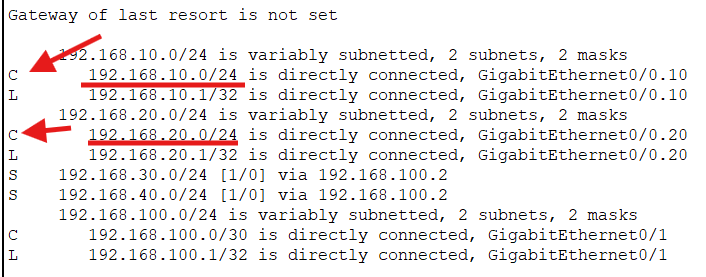 Gateway of last resort is not set
192.168.10.0/24 is variably subnetted, 2 subnets, 2 masks
C 192.168.10.0/24 is directly connected, GigabitEthernet0/0.10
L 192.168.10.1/32 is directly connected, GigabitEthernet0/0.10
192.168.20.0/24 is variably subnetted, 2 subnets, 2 masks
C 192.168.20.0/24 is directly connected, GigabitEthernet0/0.20
L 192.168.20.1/32 is directly connected, GigabitEthernet0/0.20
S 192.168.30.0/24 [1/0] via 192.168.100.2
S 192.168.40.0/24 [1/0] via 192.168.100.2
192.168.100.0/24 is variably subnetted, 2 subnets, 2 masks
C 192.168.100.0/30 is directly connected, GigabitEthernet0/1
L 192.168.100.1/32 is directly connected, GigabitEthernet0/1